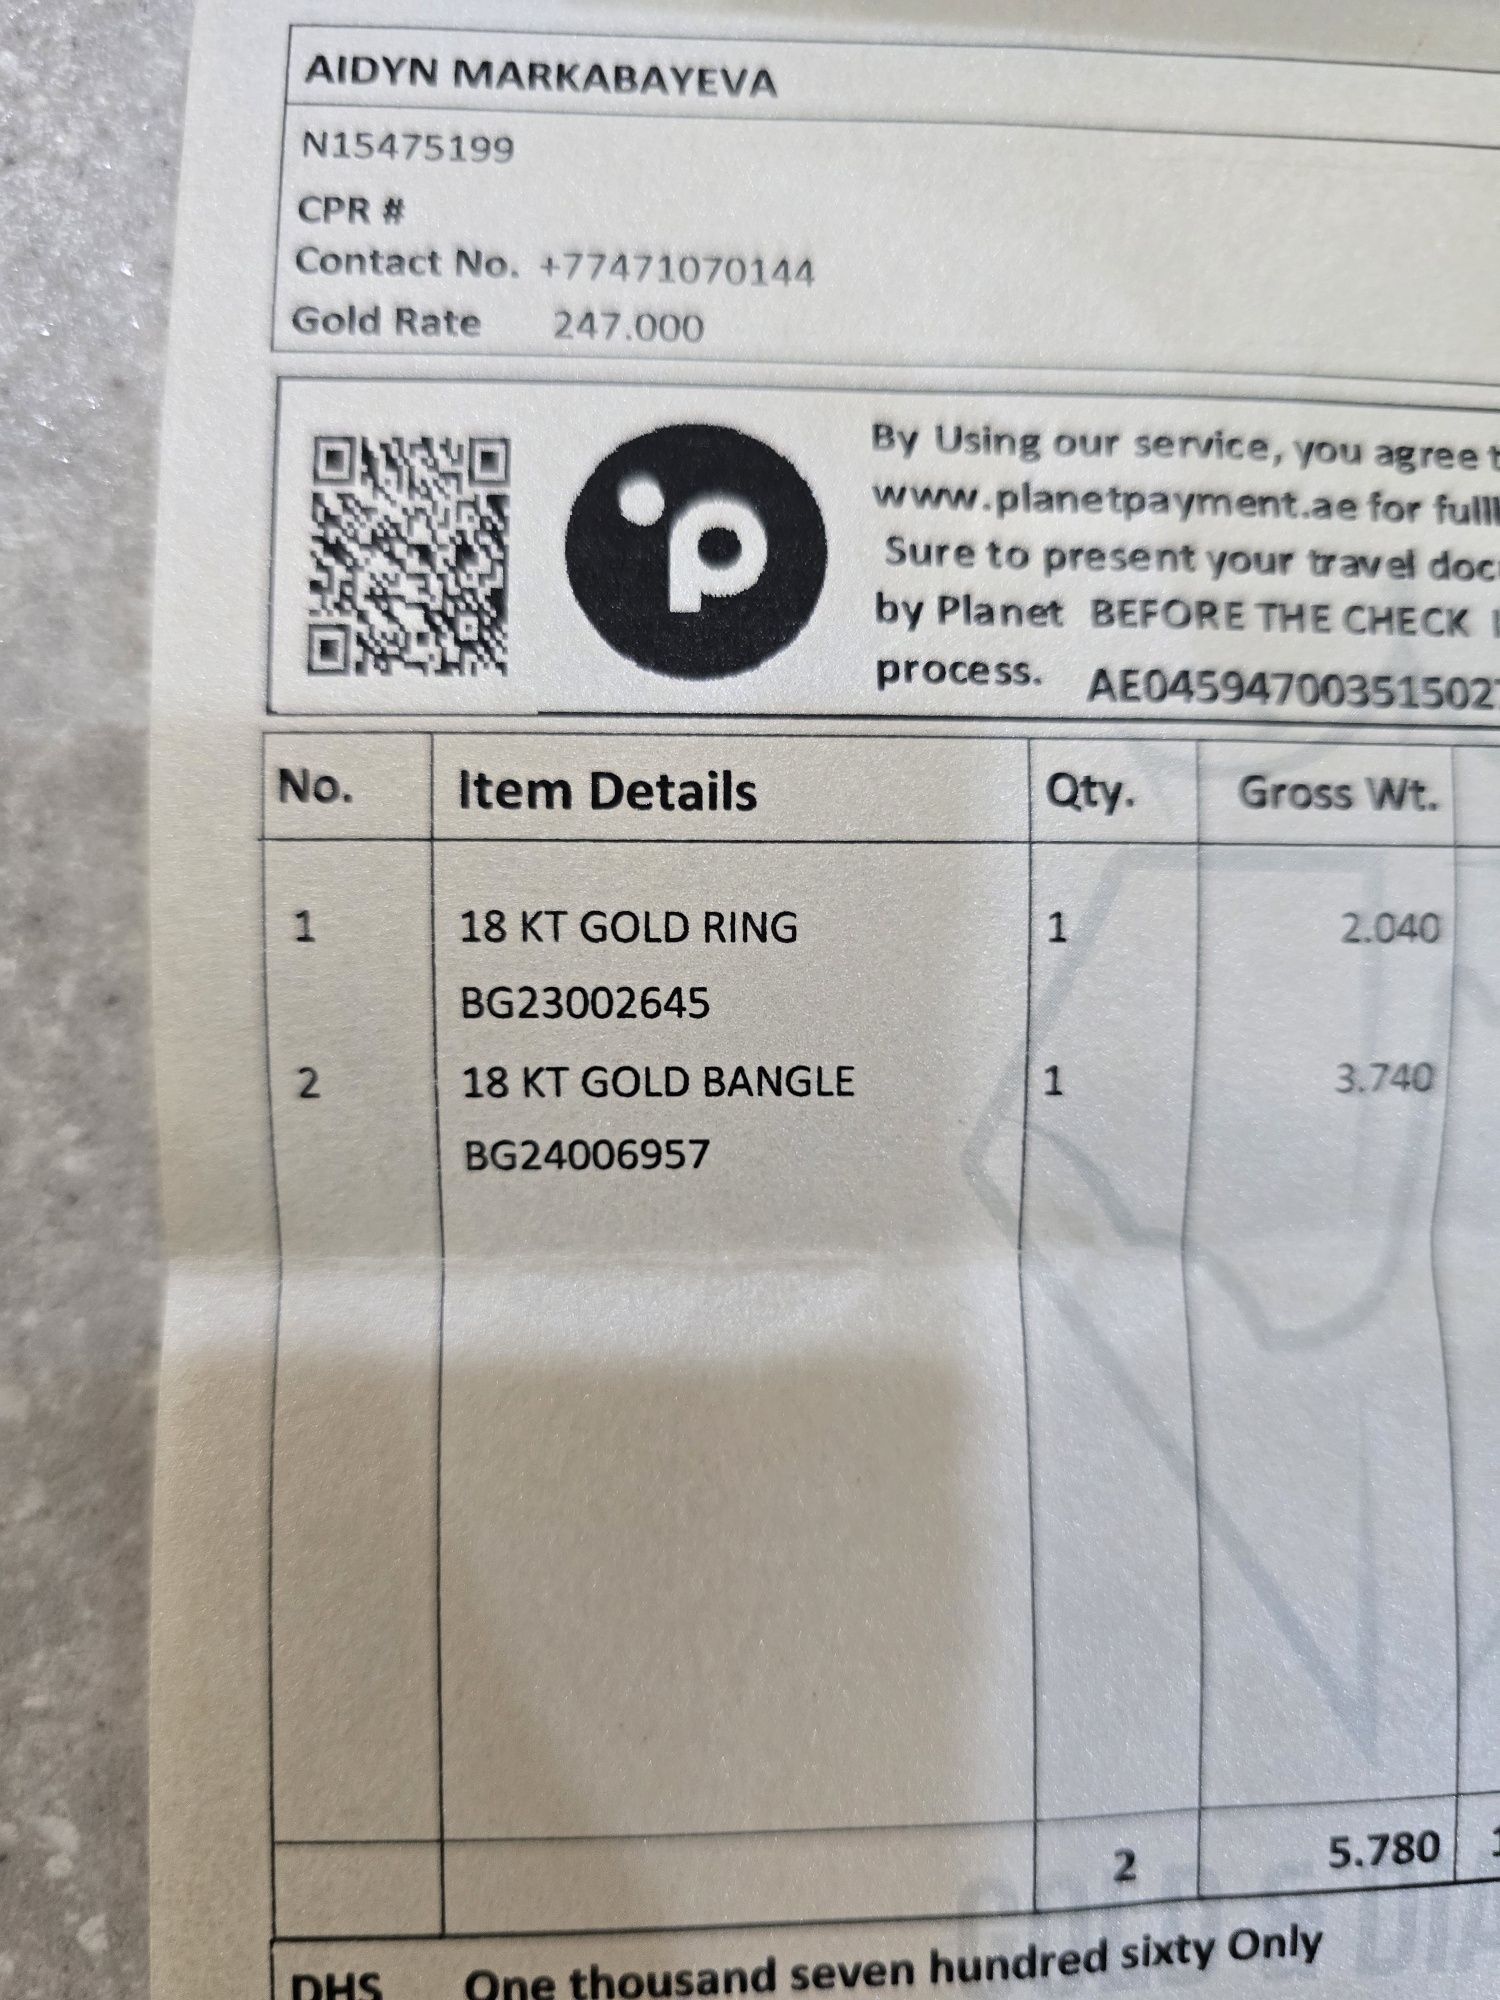 AIDYN MARKABAYEVA
N15475199
CPR #
Contact No. +77471070144
Gold Rate 247.000
p
By Using our service, you agree t
www.planetpayment.ae for fulll
Sure to present your travel doc
by Planet BEFORE THE CHECK I
process. AE04594700351502
No. Item Details Qty. Gross Wt.
1 18 KT GOLD RING 1 2.040
BG23002645
2 18 KT GOLD BANGLE 1 3.740
BG24006957
2 5.780
DHS One thousand seven hundred sixty Only